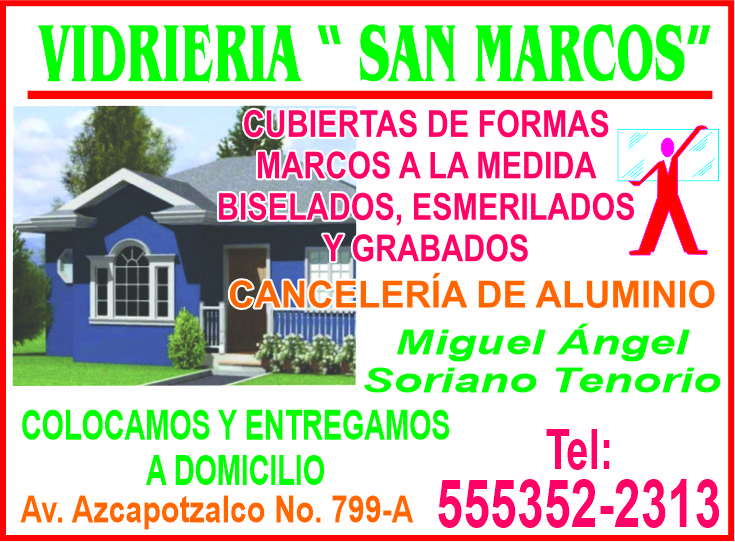 VIDRIERIA “ SAN MARCOS”
CUBIERTAS DE FORMAS
MARCOS A LA MEDIDA
BISELADOS, ESMERILADOS
Y GRABADOS
CANCELERÍA DE ALUMINIO
Miguel Ángel
Soriano Tenorio
COLOCAMOS Y ENTREGAMOS
A DOMICILIO
Av. Azcapotzalco No. 799-A
Tel:
555352-2313